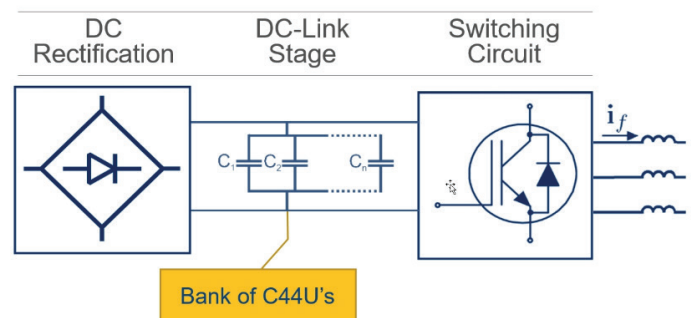 DC
Rectification
DC-Link
Stage
Switching
Circuit
C1
C2
Cn
if
Bank of C44U's